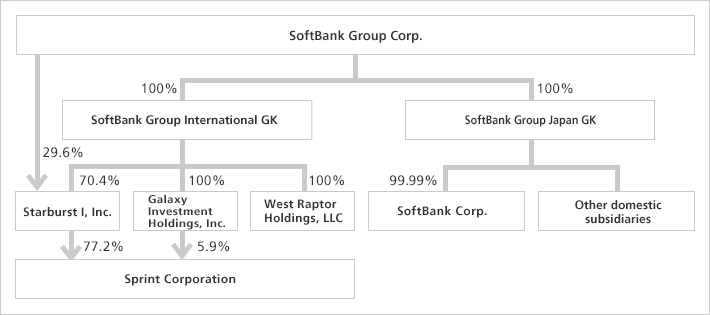 SoftBank Group Corp.
100%
100%
SoftBank Group International GK
SoftBank Group Japan GK
29.6%
70.4%
100%
100%
99.99%
Starburst I, Inc.
Galaxy
Investment
Holdings, Inc.
West Raptor
Holdings, LLC
SoftBank Corp.
Other domestic
subsidiaries
77.2%
5.9%
Sprint Corporation